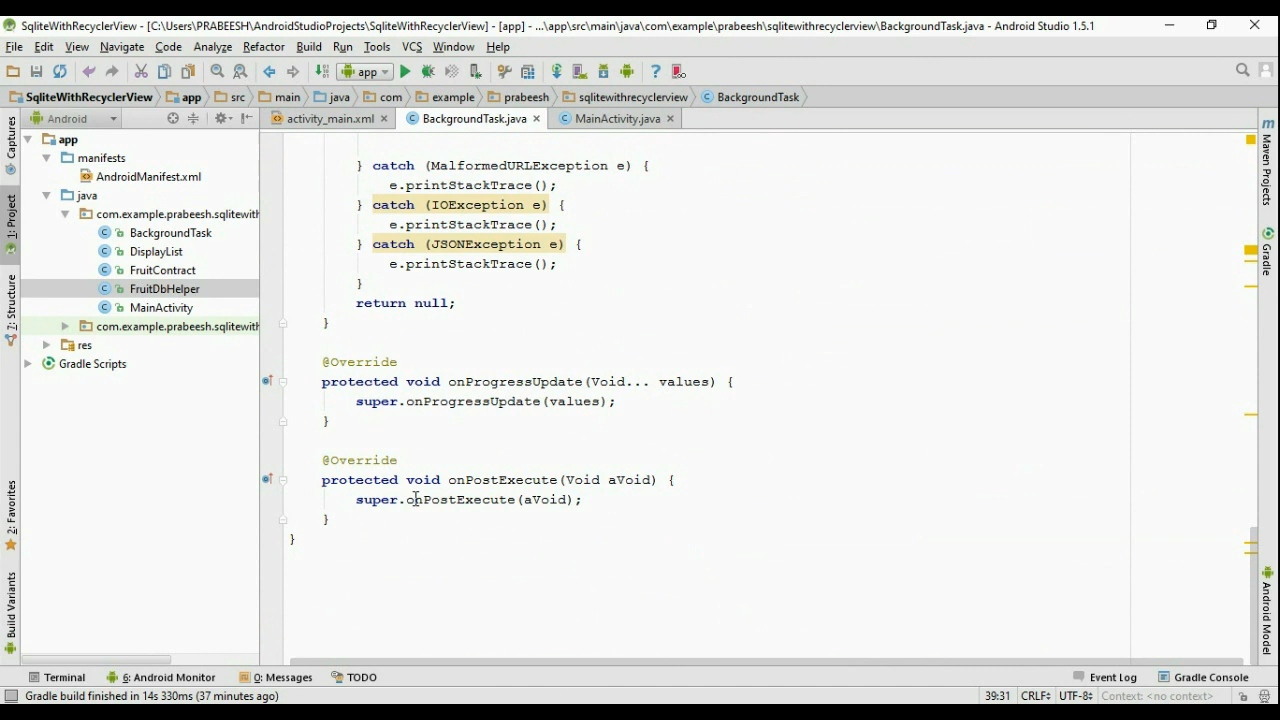 SqliteWithRecyclerView - [C:\Users\PRABEESH\AndroidStudioProjects\SqliteWithRecyclerView] - [app] - ...\app\src\main\java\com\example\prabeesh\sqlitewithrecyclerview\BackgroundTask.java - Android Studio 1.5.1
File Edit View Navigate Code Analyze Refactor Build Run Tools VCS Window Help
app
SqliteWithRecyclerView app src main java com example prabeesh sqlitewithrecyclerview BackgroundTask
Android
activity_main.xml BackgroundTask.java MainActivity.java
app
manifests
AndroidManifest.xml
java
com.example.prabeesh.sqlitewith
BackgroundTask
DisplayList
FruitContract
FruitDbHelper
MainActivity
com.example.prabeesh.sqlitewith
res
Gradle Scripts
Captures
1: Project
2: Structure
2: Favorites
Build Variants
} catch (MalformedURLException e) {
e.printStackTrace();
} catch (IOException e) {
e.printStackTrace();
} catch (JSONException e) {
e.printStackTrace();
}
return null;
}
@Override
protected void onProgressUpdate(Void... values) {
super.onProgressUpdate(values);
}
@Override
protected void onPostExecute(Void aVoid) {
super.onPostExecute(aVoid);
}
}
m
Maven Projects
Gradle
Android Model
Terminal 6: Android Monitor 0: Messages TODO Event Log Gradle Console
Gradle build finished in 14s 330ms (37 minutes ago) 39:31 CRLF UTF-8 Context: <no context>